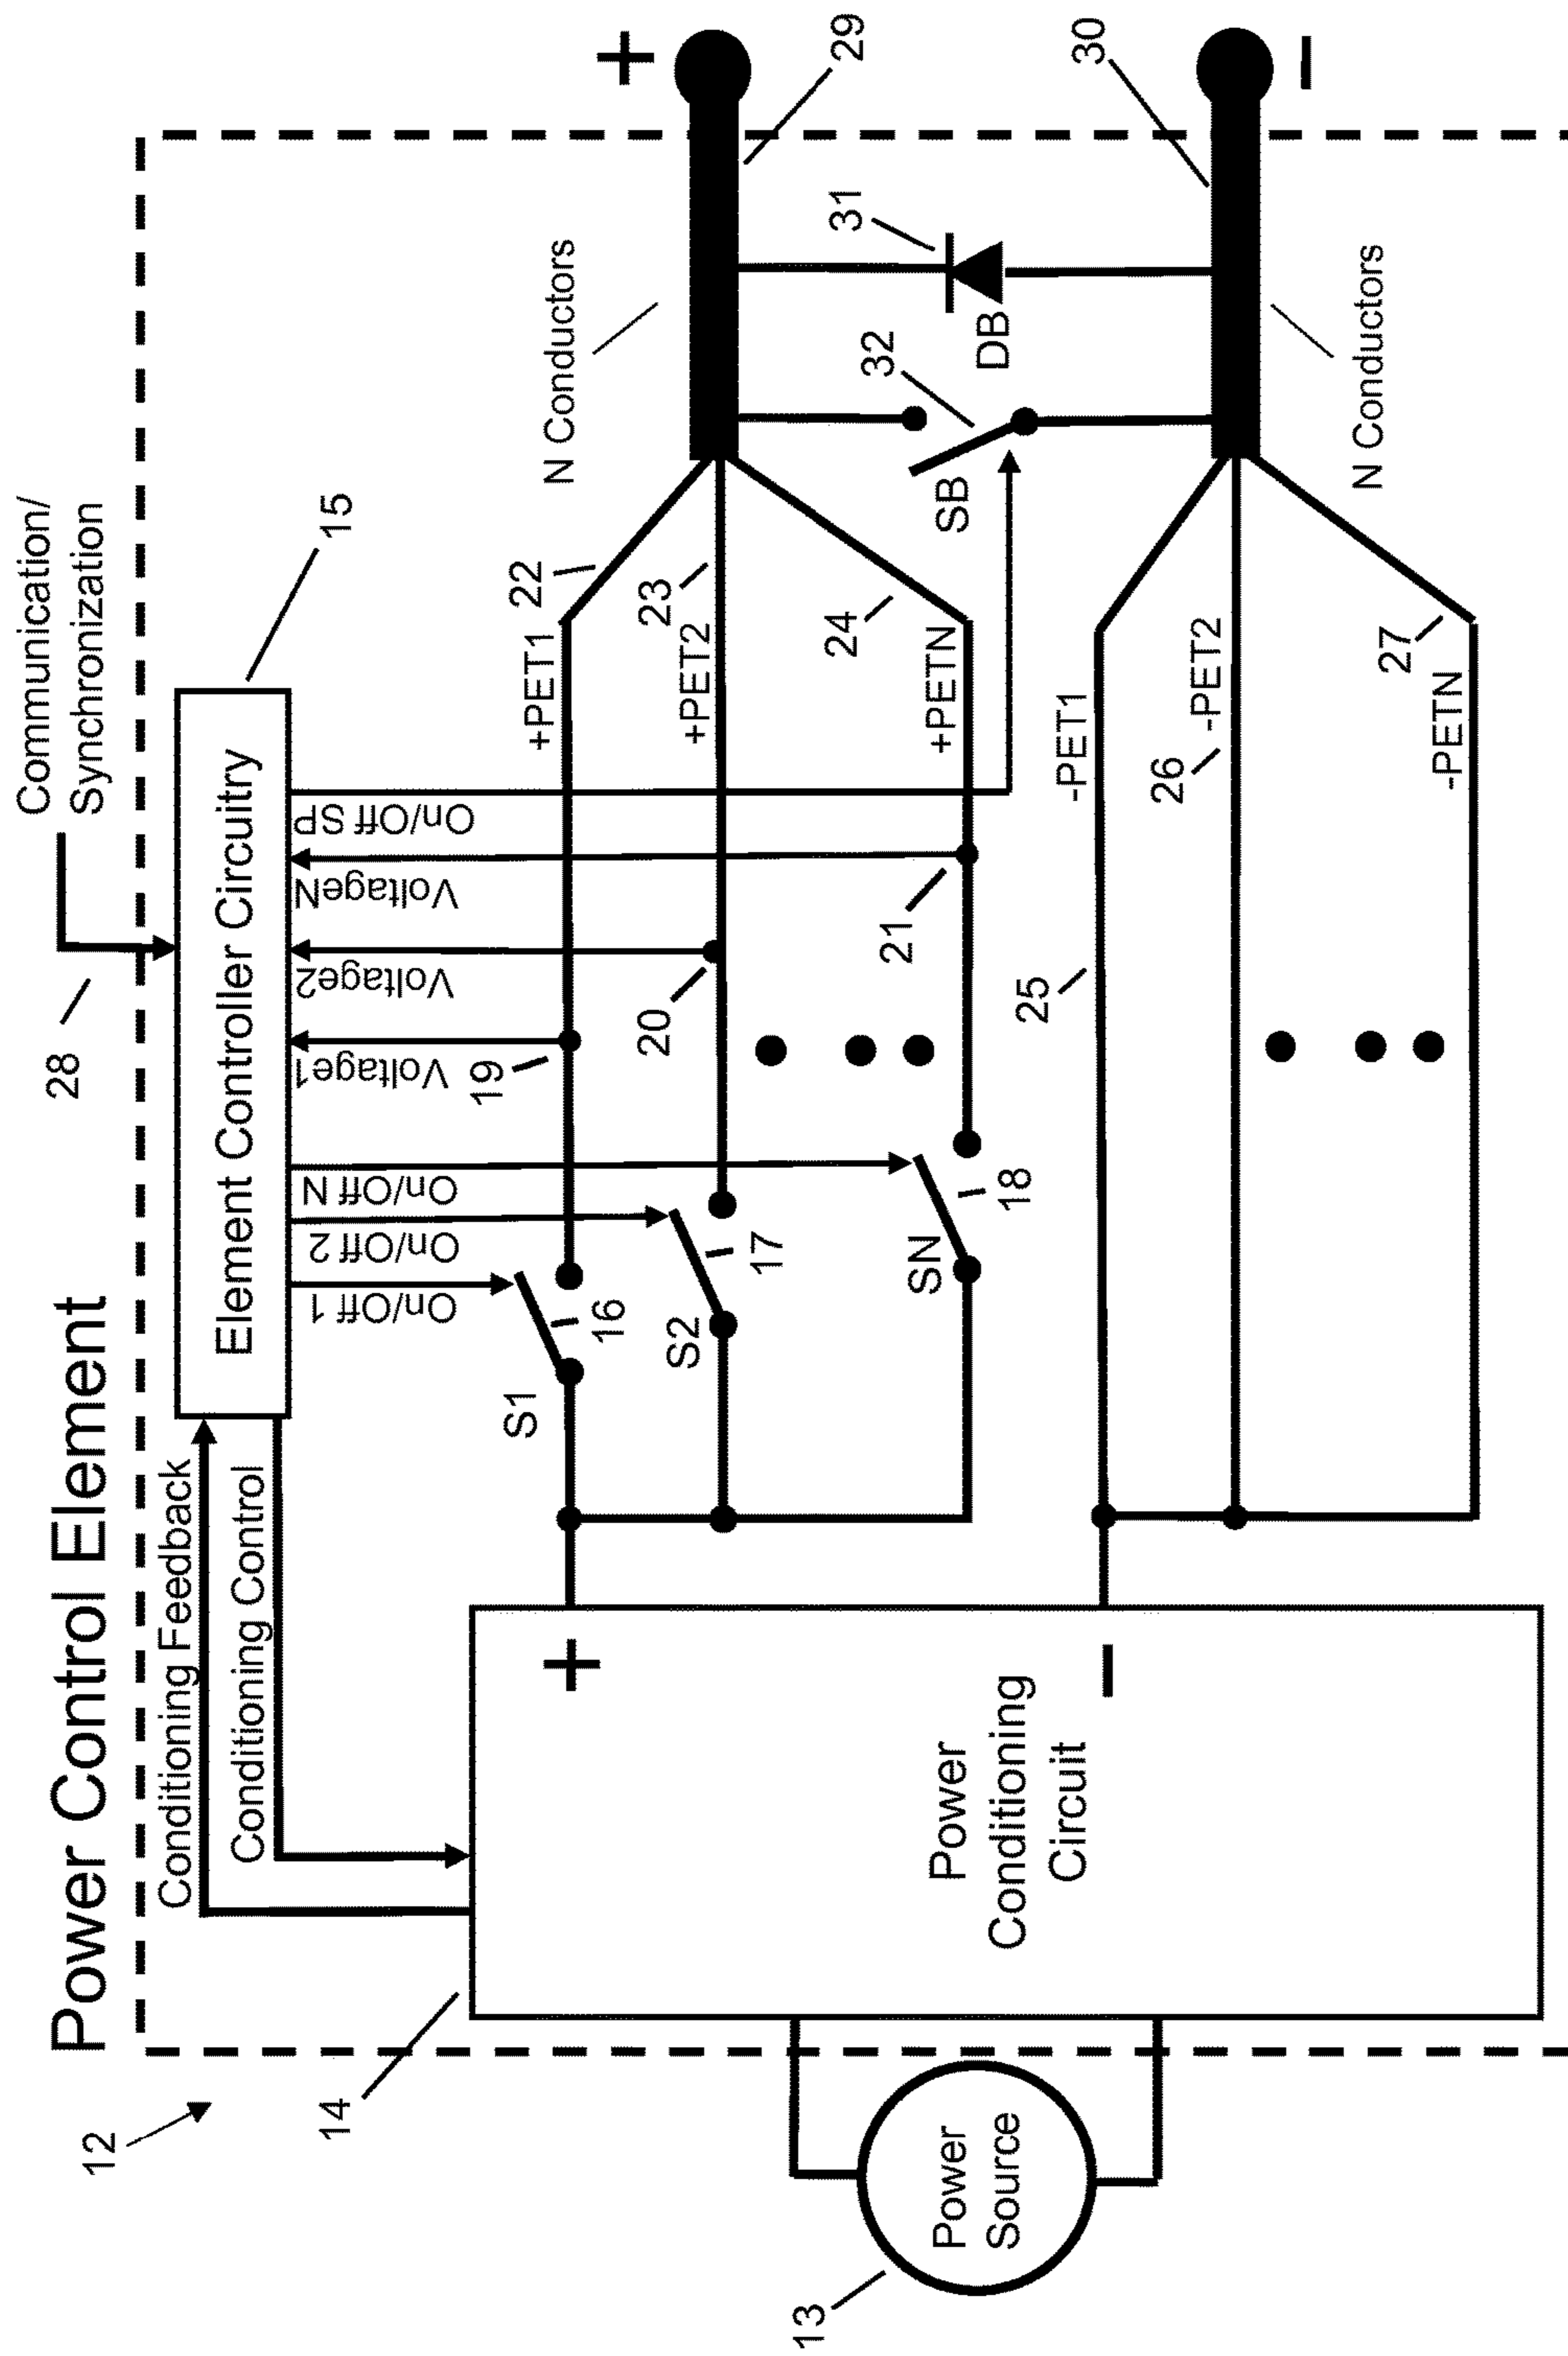 Power Control Element
Communication/
Synchronization
28
15
12
14
13
Conditioning Feedback
Conditioning Control
Element Controller Circuitry
On/Off 1
On/Off 2
On/Off N
Voltage1
Voltage2
VoltageN
On/Off SP
S1
16
S2
17
SN
18
19
20
21
+PET1
22
+PET2
23
+PETN
24
N Conductors
+
29
31
DB
32
SB
30
−
N Conductors
25
-PET1
26
-PET2
27
-PETN
+
−
Power
Conditioning
Circuit
Power
Source